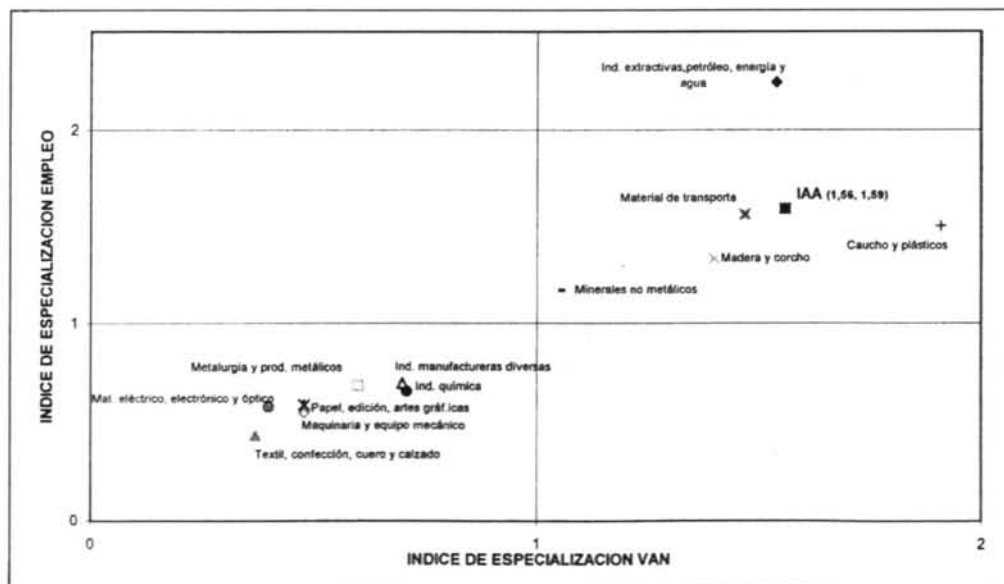 Ind. extractivas,petróleo, energía y
agua
2
IAA (1,56, 1,59)
Material de transporta
Caucho y plásticos
Madera y corcho
Minerales no metálicos
INDICE DE ESPECIALIZACION EMPLEO
1
Metalurgia y prod. metálicos
Ind. manufactureras diversas
Ind. química
Mat. eléctrico, electrónico y óptico
Papel, edición, artes gráf.icas
Maquinaria y equipo mecánico
Textil, confección, cuero y calzado
0
0
1
2
INDICE DE ESPECIALIZACION VAN